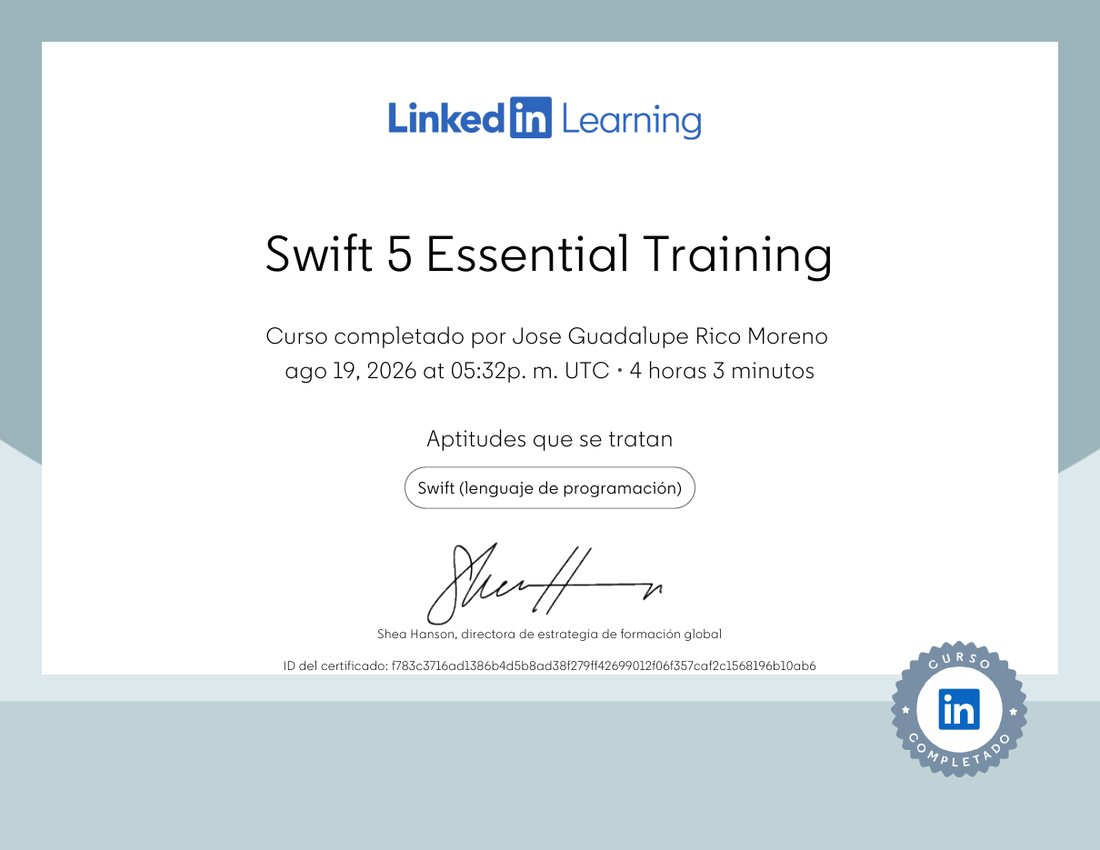 LinkedIn Learning
Swift 5 Essential Training
Curso completado por Jose Guadalupe Rico Moreno
ago 19, 2026 at 05:32p. m. UTC • 4 horas 3 minutos
Aptitudes que se tratan
Swift (lenguaje de programación)
Shea Hanson, directora de estrategia de formación global
ID del certificado: f783c3716ad1386b4d5b8ad38f279ff42699012f06f357caf2c1568196b10ab6
CURSO
in
COMPLETADO